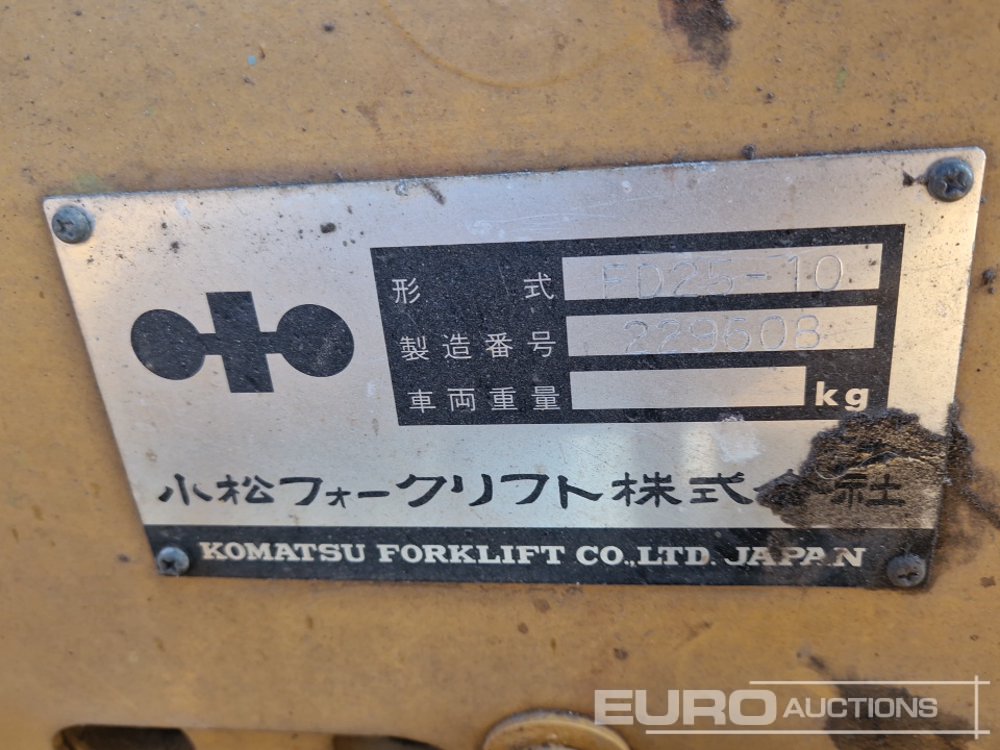 形式 FD25-10
製造番号 229508
車両重量 kg
小松フォークリフト株式会社
KOMATSU FORKLIFT CO.,LTD. JAPAN
EURO AUCTIONS